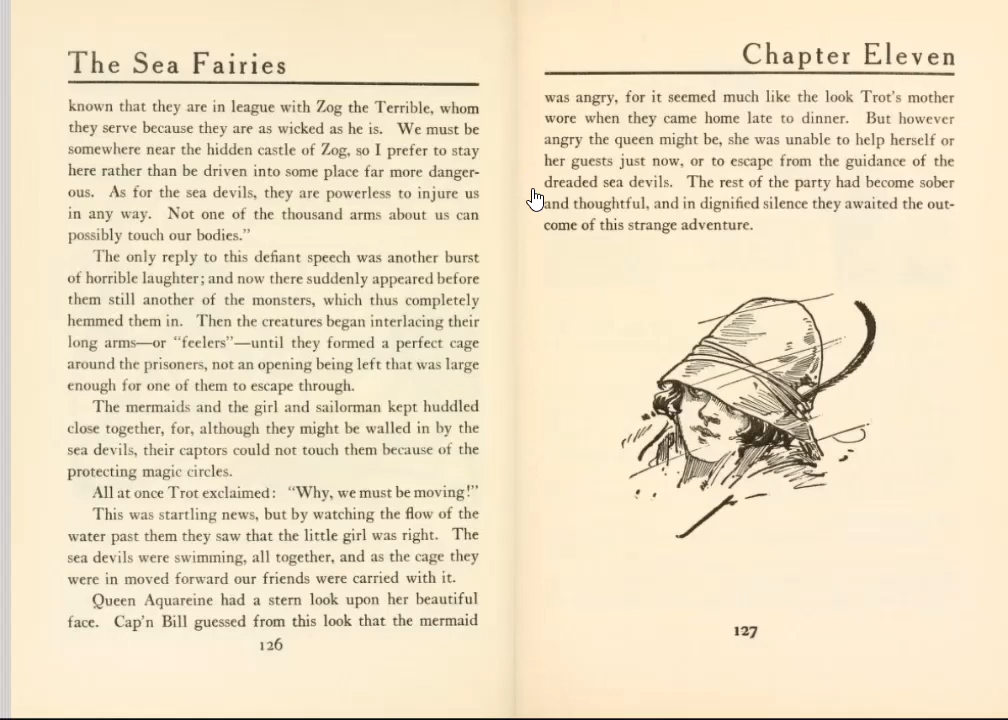 The Sea Fairies
known that they are in league with Zog the Terrible, whom
they serve because they are as wicked as he is. We must be
somewhere near the hidden castle of Zog, so I prefer to stay
here rather than be driven into some place far more danger-
ous. As for the sea devils, they are powerless to injure us
in any way. Not one of the thousand arms about us can
possibly touch our bodies.”
The only reply to this defiant speech was another burst
of horrible laughter; and now there suddenly appeared before
them still another of the monsters, which thus completely
hemmed them in. Then the creatures began interlacing their
long arms—or “feelers”—until they formed a perfect cage
around the prisoners, not an opening being left that was large
enough for one of them to escape through.
The mermaids and the girl and sailorman kept huddled
close together, for, although they might be walled in by the
sea devils, their captors could not touch them because of the
protecting magic circles.
All at once Trot exclaimed: “Why, we must be moving!”
This was startling news, but by watching the flow of the
water past them they saw that the little girl was right. The
sea devils were swimming, all together, and as the cage they
were in moved forward our friends were carried with it.
Queen Aquareine had a stern look upon her beautiful
face. Cap’n Bill guessed from this look that the mermaid
126
Chapter Eleven
was angry, for it seemed much like the look Trot’s mother
wore when they came home late to dinner. But however
angry the queen might be, she was unable to help herself or
her guests just now, or to escape from the guidance of the
dreaded sea devils. The rest of the party had become sober
and thoughtful, and in dignified silence they awaited the out-
come of this strange adventure.
127